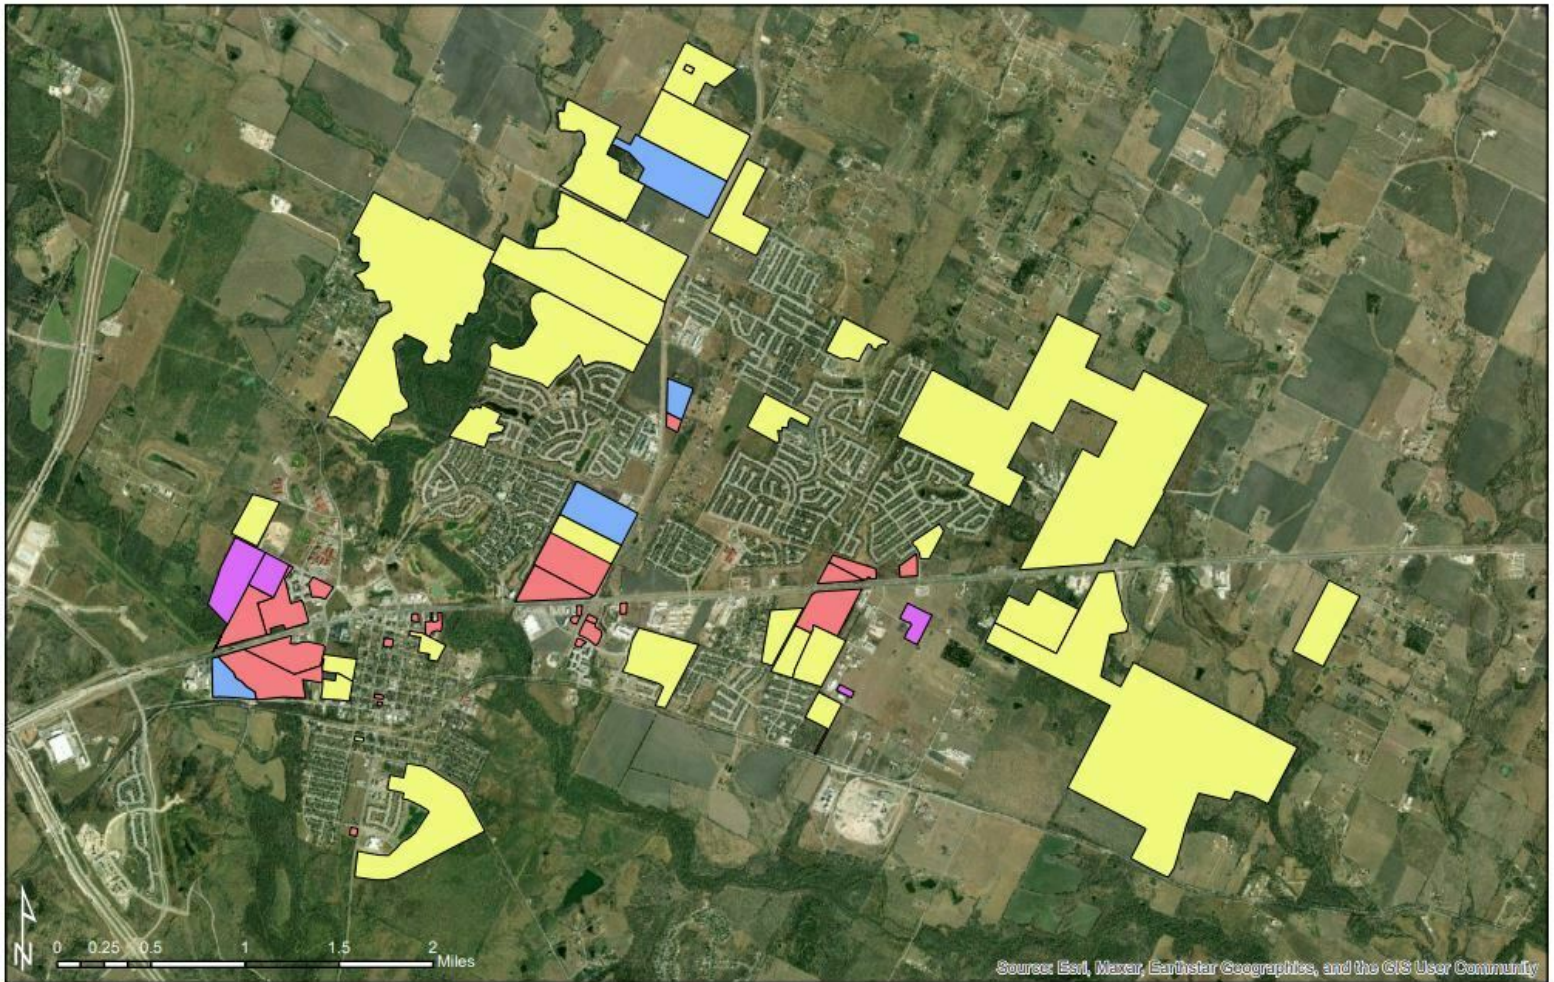 N
0 0.25 0.5 1 1.5 2
Miles
Source: Esri, Maxar, Earthstar Geographics, and the GIS User Community